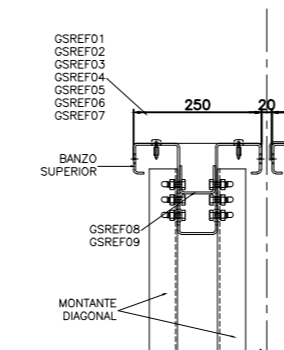 GSREF01
GSREF02
GSREF03
GSREF04
GSREF05
GSREF06
GSREF07
250
20
BANZO
SUPERIOR
GSREF08
GSREF09
MONTANTE
DIAGONAL